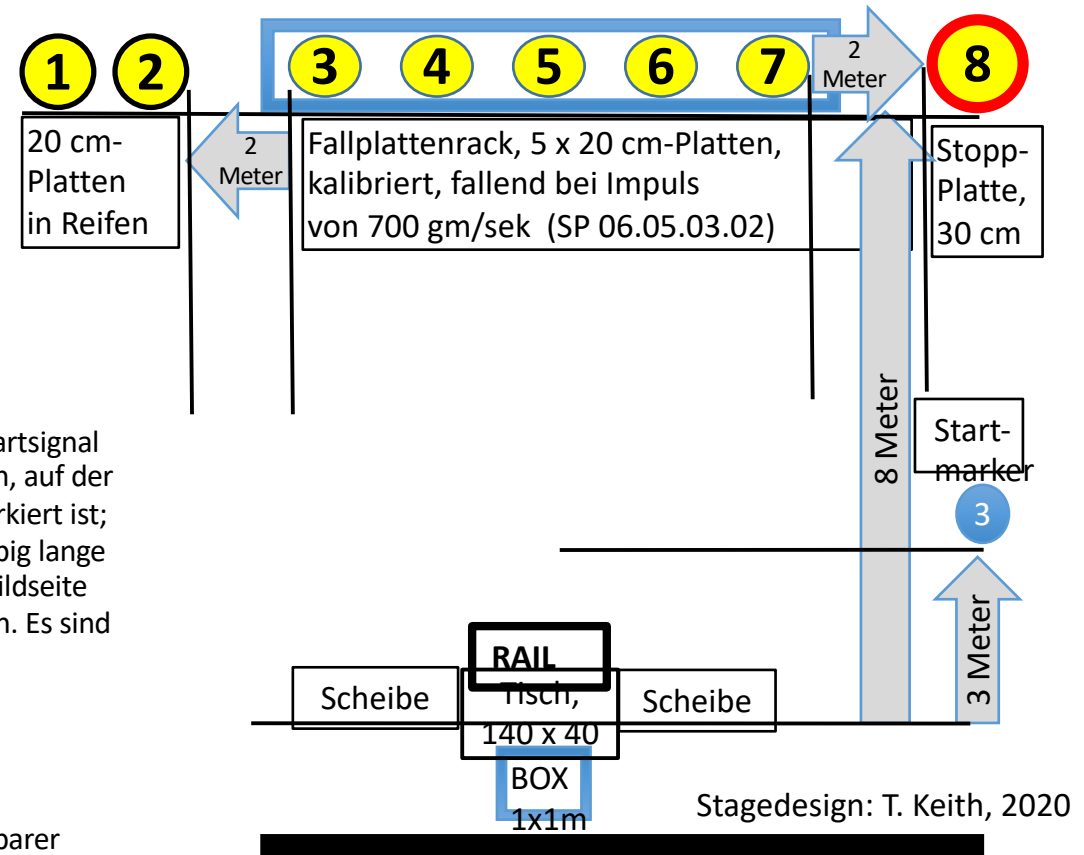 1 2 3 4 5 6 7 2 Meter 8
20 cm-
Platten
in Reifen
2
Meter
Fallplattenrack, 5 x 20 cm-Platten,
kalibriert, fallend bei Impuls
von 700 gm/sek (SP 06.05.03.02)
Stopp-
Platte,
30 cm
8 Meter
Start-
marker
3
3 Meter
artsignal
n, auf der
rkiert ist;
big lange
ildseite
n. Es sind
RAIL
Scheibe
Tisch,
140 x 40
Scheibe
BOX
1x1m
Stagedesign: T. Keith, 2020
parer